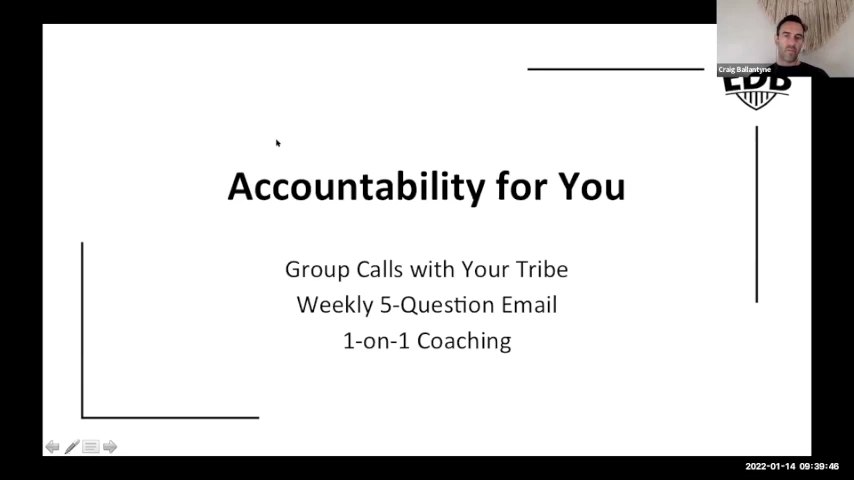 Craig Ballantyne
EDB
Accountability for You
Group Calls with Your Tribe
Weekly 5-Question Email
1-on-1 Coaching
2022-01-14 09:39:46